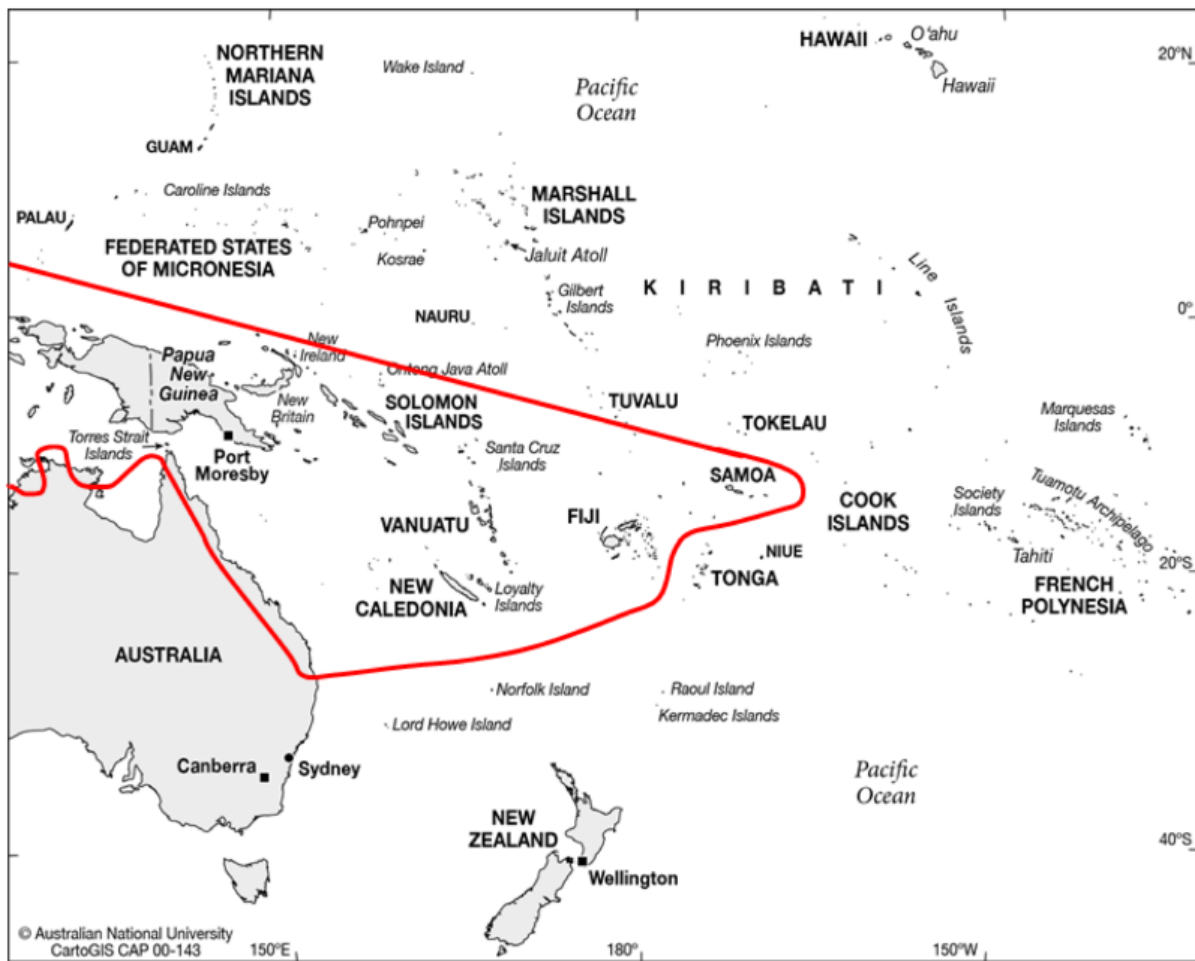 NORTHERN
MARIANA
ISLANDS
Wake Island
Pacific
Ocean
HAWAII
O'ahu
Hawaii
20°N
GUAM
Caroline Islands
PALAU
FEDERATED STATES
OF MICRONESIA
Pohnpei
Kosrae
MARSHALL
ISLANDS
Jaluit Atoll
Gilbert
Islands
K I R I B A T I
Line
Islands
NAURU
0°
Phoenix Islands
New
Ireland
Papua
New
Guinea
Ontong Java Atoll
New
Britain
SOLOMON
ISLANDS
TUVALU
TOKELAU
Marquesas
Islands
Torres Strait
Islands
Port
Moresby
Santa Cruz
Islands
SAMOA
COOK
ISLANDS
Society
Islands
Tuamotu Archipelago
VANUATU
FIJI
NIUE
Tahiti
TONGA
20°S
NEW
CALEDONIA
Loyalty
Islands
FRENCH
POLYNESIA
AUSTRALIA
Norfolk Island
Raoul Island
Lord Howe Island
Kermadec Islands
Canberra
Sydney
Pacific
Ocean
NEW
ZEALAND
Wellington
40°S
© Australian National University
CartoGIS CAP 00-143
150°E
180°
150°W